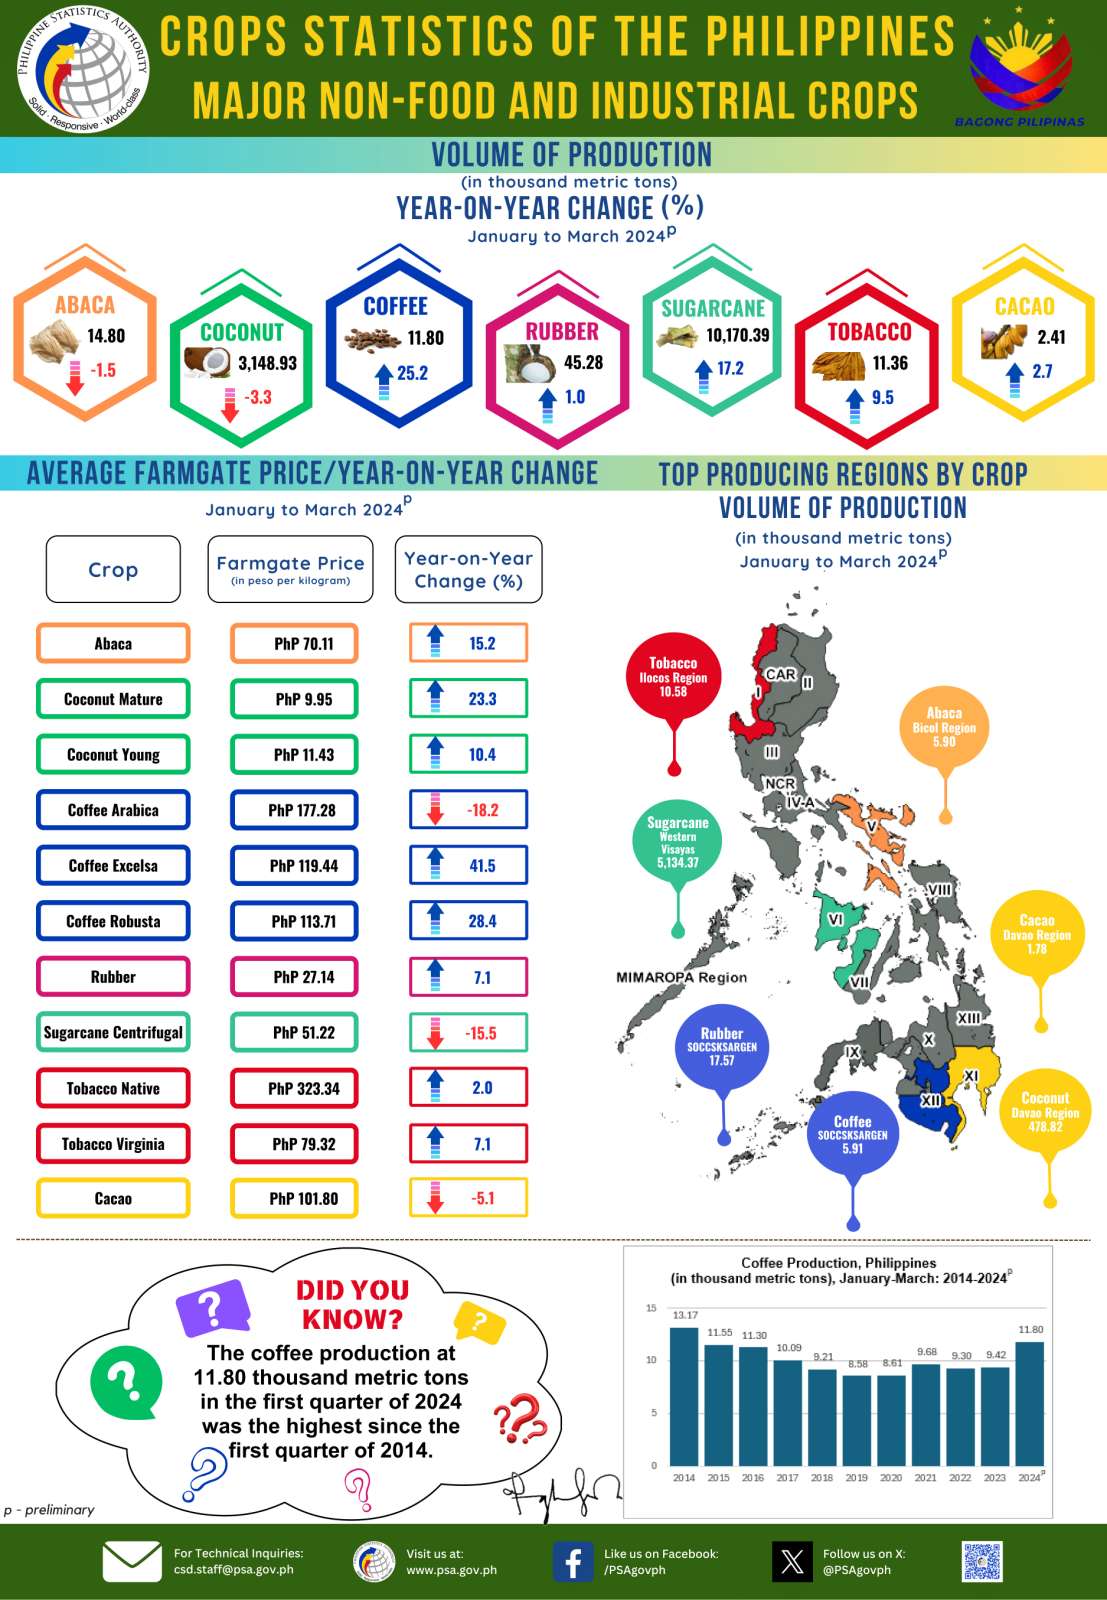 PHILIPPINE STATISTICS AUTHORITY
Solid · Responsive · World-class
CROPS STATISTICS OF THE PHILIPPINES
MAJOR NON-FOOD AND INDUSTRIAL CROPS
BAGONG PILIPINAS
VOLUME OF PRODUCTION
(in thousand metric tons)
YEAR-ON-YEAR CHANGE (%)
January to March 2024p
ABACA
14.80
-1.5
COCONUT
3,148.93
-3.3
COFFEE
11.80
25.2
RUBBER
45.28
1.0
SUGARCANE
10,170.39
17.2
TOBACCO
11.36
9.5
CACAO
2.41
2.7
AVERAGE FARMGATE PRICE/YEAR-ON-YEAR CHANGE
January to March 2024p
Crop
Farmgate Price
(in peso per kilogram)
Year-on-Year
Change (%)
Abaca PhP 70.11 15.2
Coconut Mature PhP 9.95 23.3
Coconut Young PhP 11.43 10.4
Coffee Arabica PhP 177.28 -18.2
Coffee Excelsa PhP 119.44 41.5
Coffee Robusta PhP 113.71 28.4
Rubber PhP 27.14 7.1
Sugarcane Centrifugal PhP 51.22 -15.5
Tobacco Native PhP 323.34 2.0
Tobacco Virginia PhP 79.32 7.1
Cacao PhP 101.80 -5.1
TOP PRODUCING REGIONS BY CROP
VOLUME OF PRODUCTION
(in thousand metric tons)
January to March 2024p
Tobacco
Ilocos Region
10.58
Abaca
Bicol Region
5.90
Sugarcane
Western
Visayas
5,134.37
Cacao
Davao Region
1.78
Rubber
SOCCSKSARGEN
17.57
Coffee
SOCCSKSARGEN
5.91
Coconut
Davao Region
478.82
CAR
II
I
III
NCR
IV-A
V
VIII
VI
VII
MIMAROPA Region
XIII
X
IX
XI
XII
DID YOU
KNOW?
The coffee production at
11.80 thousand metric tons
in the first quarter of 2024
was the highest since the
first quarter of 2014.
p - preliminary
Coffee Production, Philippines
(in thousand metric tons), January-March: 2014-2024p
15
10
5
0
13.17
11.55
11.30
10.09
9.21
8.58
8.61
9.68
9.30
9.42
11.80
2014 2015 2016 2017 2018 2019 2020 2021 2022 2023 2024p
For Technical Inquiries:
csd.staff@psa.gov.ph
Visit us at:
www.psa.gov.ph
Like us on Facebook:
/PSAgovph
Follow us on X:
@PSAgovph